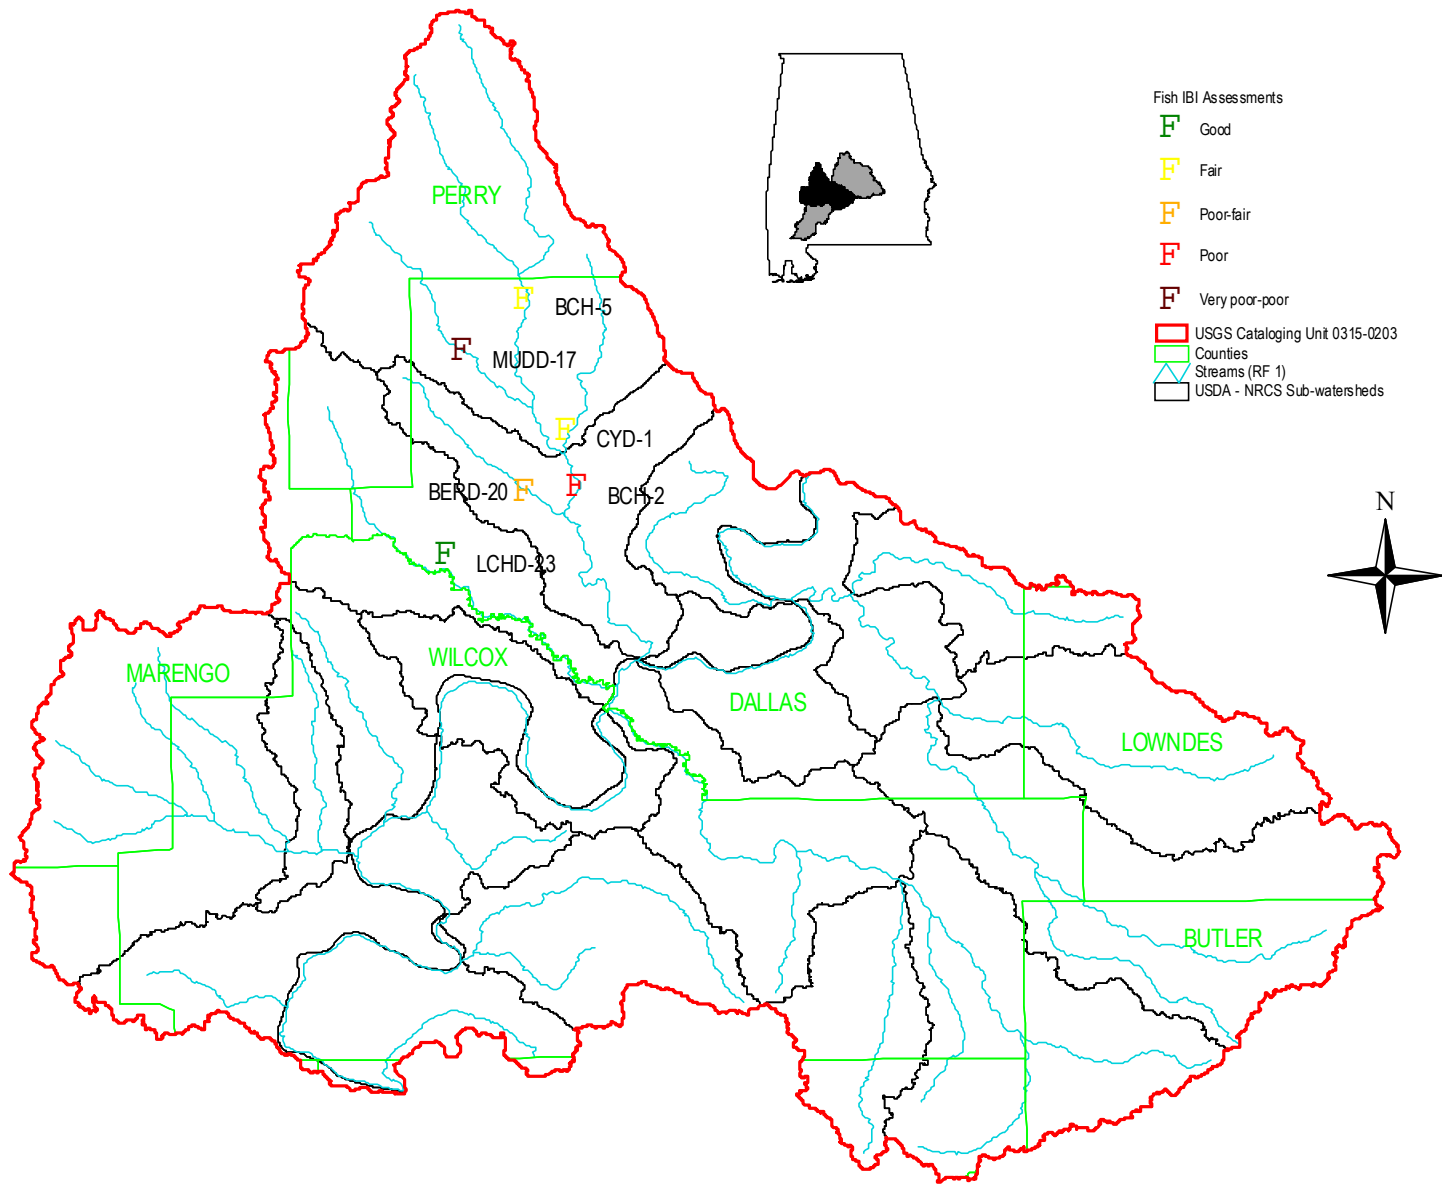 Fish IBI Assessments
F Good
F Fair
F Poor-fair
F Poor
F Very poor-poor
USGS Cataloging Unit 0315-0203
Counties
Streams (RF 1)
USDA - NRCS Sub-watersheds
PERRY
F BCH-5
F MUDD-17
F CYD-1
BERD-20 F
F BCH-2
F LCHD-23
N
MARENGO
WILCOX
DALLAS
LOWNDES
BUTLER